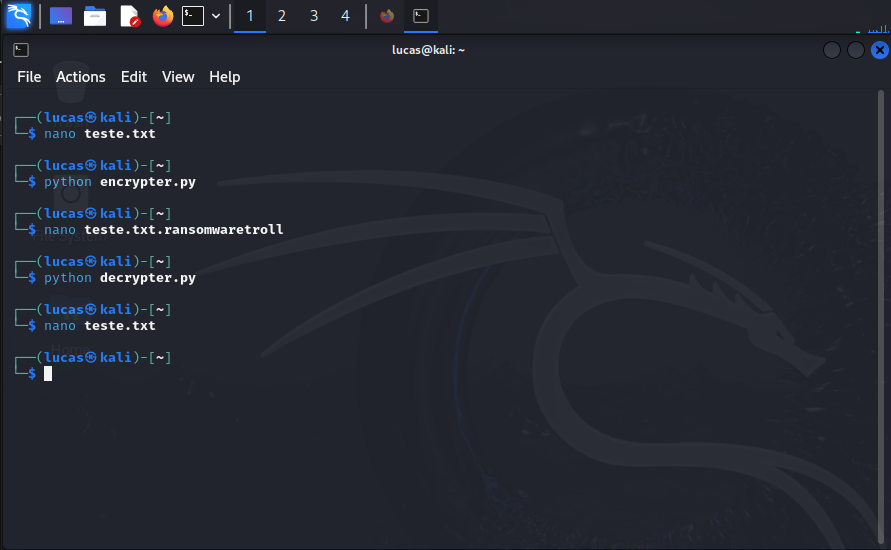 1 2 3 4
lucas@kali: ~
File Actions Edit View Help
┌──(lucas㉿kali)-[~]
└─$ nano teste.txt
┌──(lucas㉿kali)-[~]
└─$ python encrypter.py
┌──(lucas㉿kali)-[~]
└─$ nano teste.txt.ransomwaretroll
┌──(lucas㉿kali)-[~]
└─$ python decrypter.py
┌──(lucas㉿kali)-[~]
└─$ nano teste.txt
┌──(lucas㉿kali)-[~]
Home
└─$